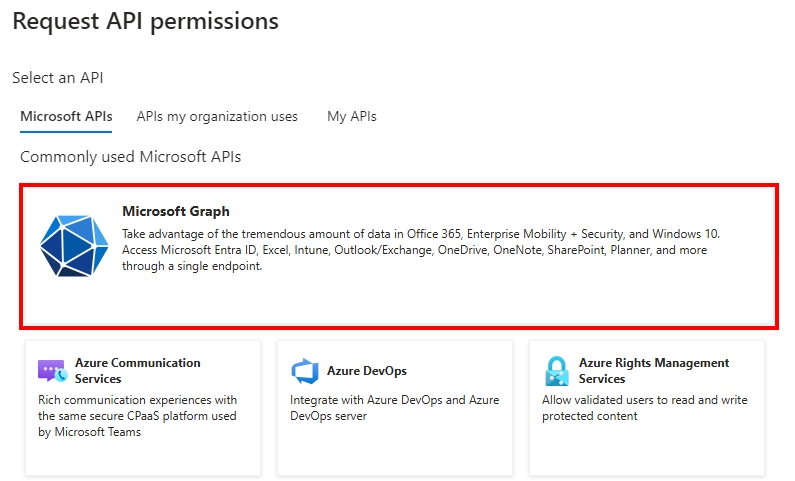 Request API permissions
Select an API
Microsoft APIs    APIs my organization uses    My APIs
Commonly used Microsoft APIs
Microsoft Graph
Take advantage of the tremendous amount of data in Office 365, Enterprise Mobility + Security, and Windows 10.
Access Microsoft Entra ID, Excel, Intune, Outlook/Exchange, OneDrive, OneNote, SharePoint, Planner, and more
through a single endpoint.
Azure Communication
Services
Rich communication experiences with
the same secure CPaaS platform used
by Microsoft Teams
Azure DevOps
Integrate with Azure DevOps and Azure
DevOps server
Azure Rights Management
Services
Allow validated users to read and write
protected content